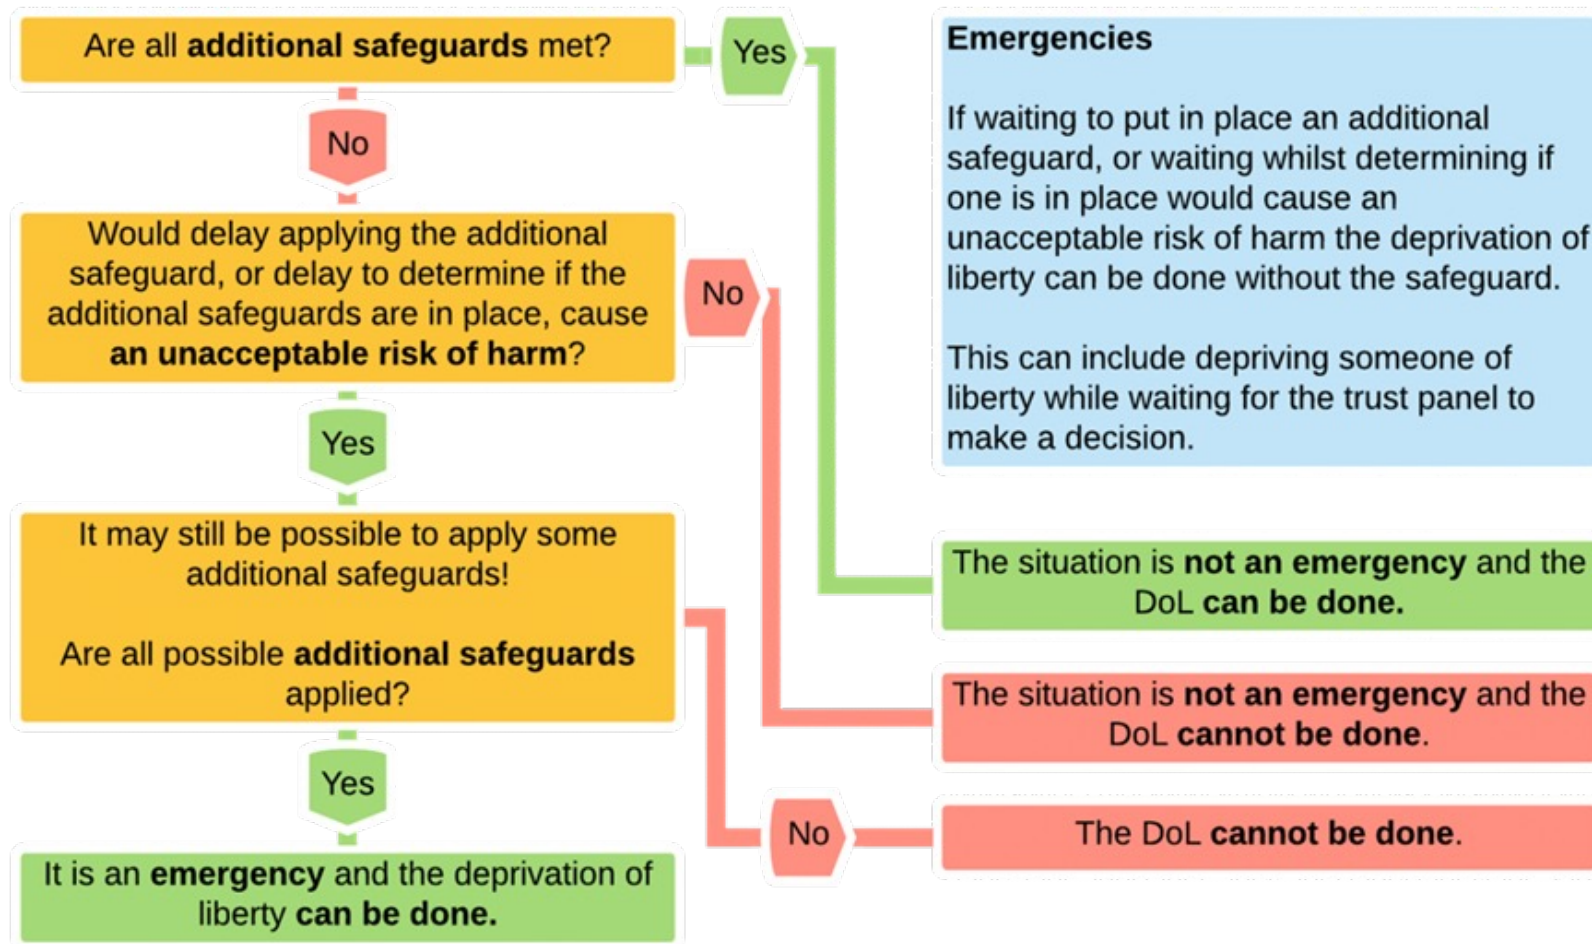 Are all additional safeguards met?
Yes
No
Would delay applying the additional
safeguard, or delay to determine if the
additional safeguards are in place, cause
an unacceptable risk of harm?
No
Yes
It may still be possible to apply some
additional safeguards!
Are all possible additional safeguards
applied?
Yes
No
It is an emergency and the deprivation of
liberty can be done.
Emergencies
If waiting to put in place an additional
safeguard, or waiting whilst determining if
one is in place would cause an
unacceptable risk of harm the deprivation of
liberty can be done without the safeguard.
This can include depriving someone of
liberty while waiting for the trust panel to
make a decision.
The situation is not an emergency and the
DoL can be done.
The situation is not an emergency and the
DoL cannot be done.
The DoL cannot be done.